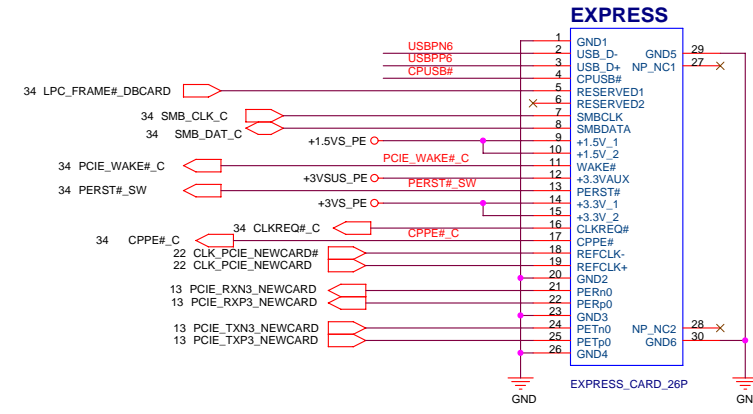 EXPRESS
1 GND1
USBPN6 2 USB_D- GND5 29
USBPP6 3 USB_D+ NP_NC1 27
CPUSB# 4 CPUSB#
34 LPC_FRAME#_DBCARD 5 RESERVED1
6 RESERVED2
34 SMB_CLK_C 7 SMBCLK
34 SMB_DAT_C 8 SMBDATA
+1.5VS_PE 9 +1.5V_1
10 +1.5V_2
34 PCIE_WAKE#_C PCIE_WAKE#_C 11 WAKE#
+3VSUS_PE 12 +3.3VAUX
34 PERST#_SW PERST#_SW 13 PERST#
+3VS_PE 14 +3.3V_1
15 +3.3V_2
34 CLKREQ#_C 16 CLKREQ#
34 CPPE#_C CPPE#_C 17 CPPE#
22 CLK_PCIE_NEWCARD# 18 REFCLK-
22 CLK_PCIE_NEWCARD 19 REFCLK+
20 GND2
13 PCIE_RXN3_NEWCARD 21 PERn0
13 PCIE_RXP3_NEWCARD 22 PERp0
23 GND3
13 PCIE_TXN3_NEWCARD 24 PETn0 NP_NC2 28
13 PCIE_TXP3_NEWCARD 25 PETp0 GND6 30
26 GND4
EXPRESS_CARD_26P
GND GN